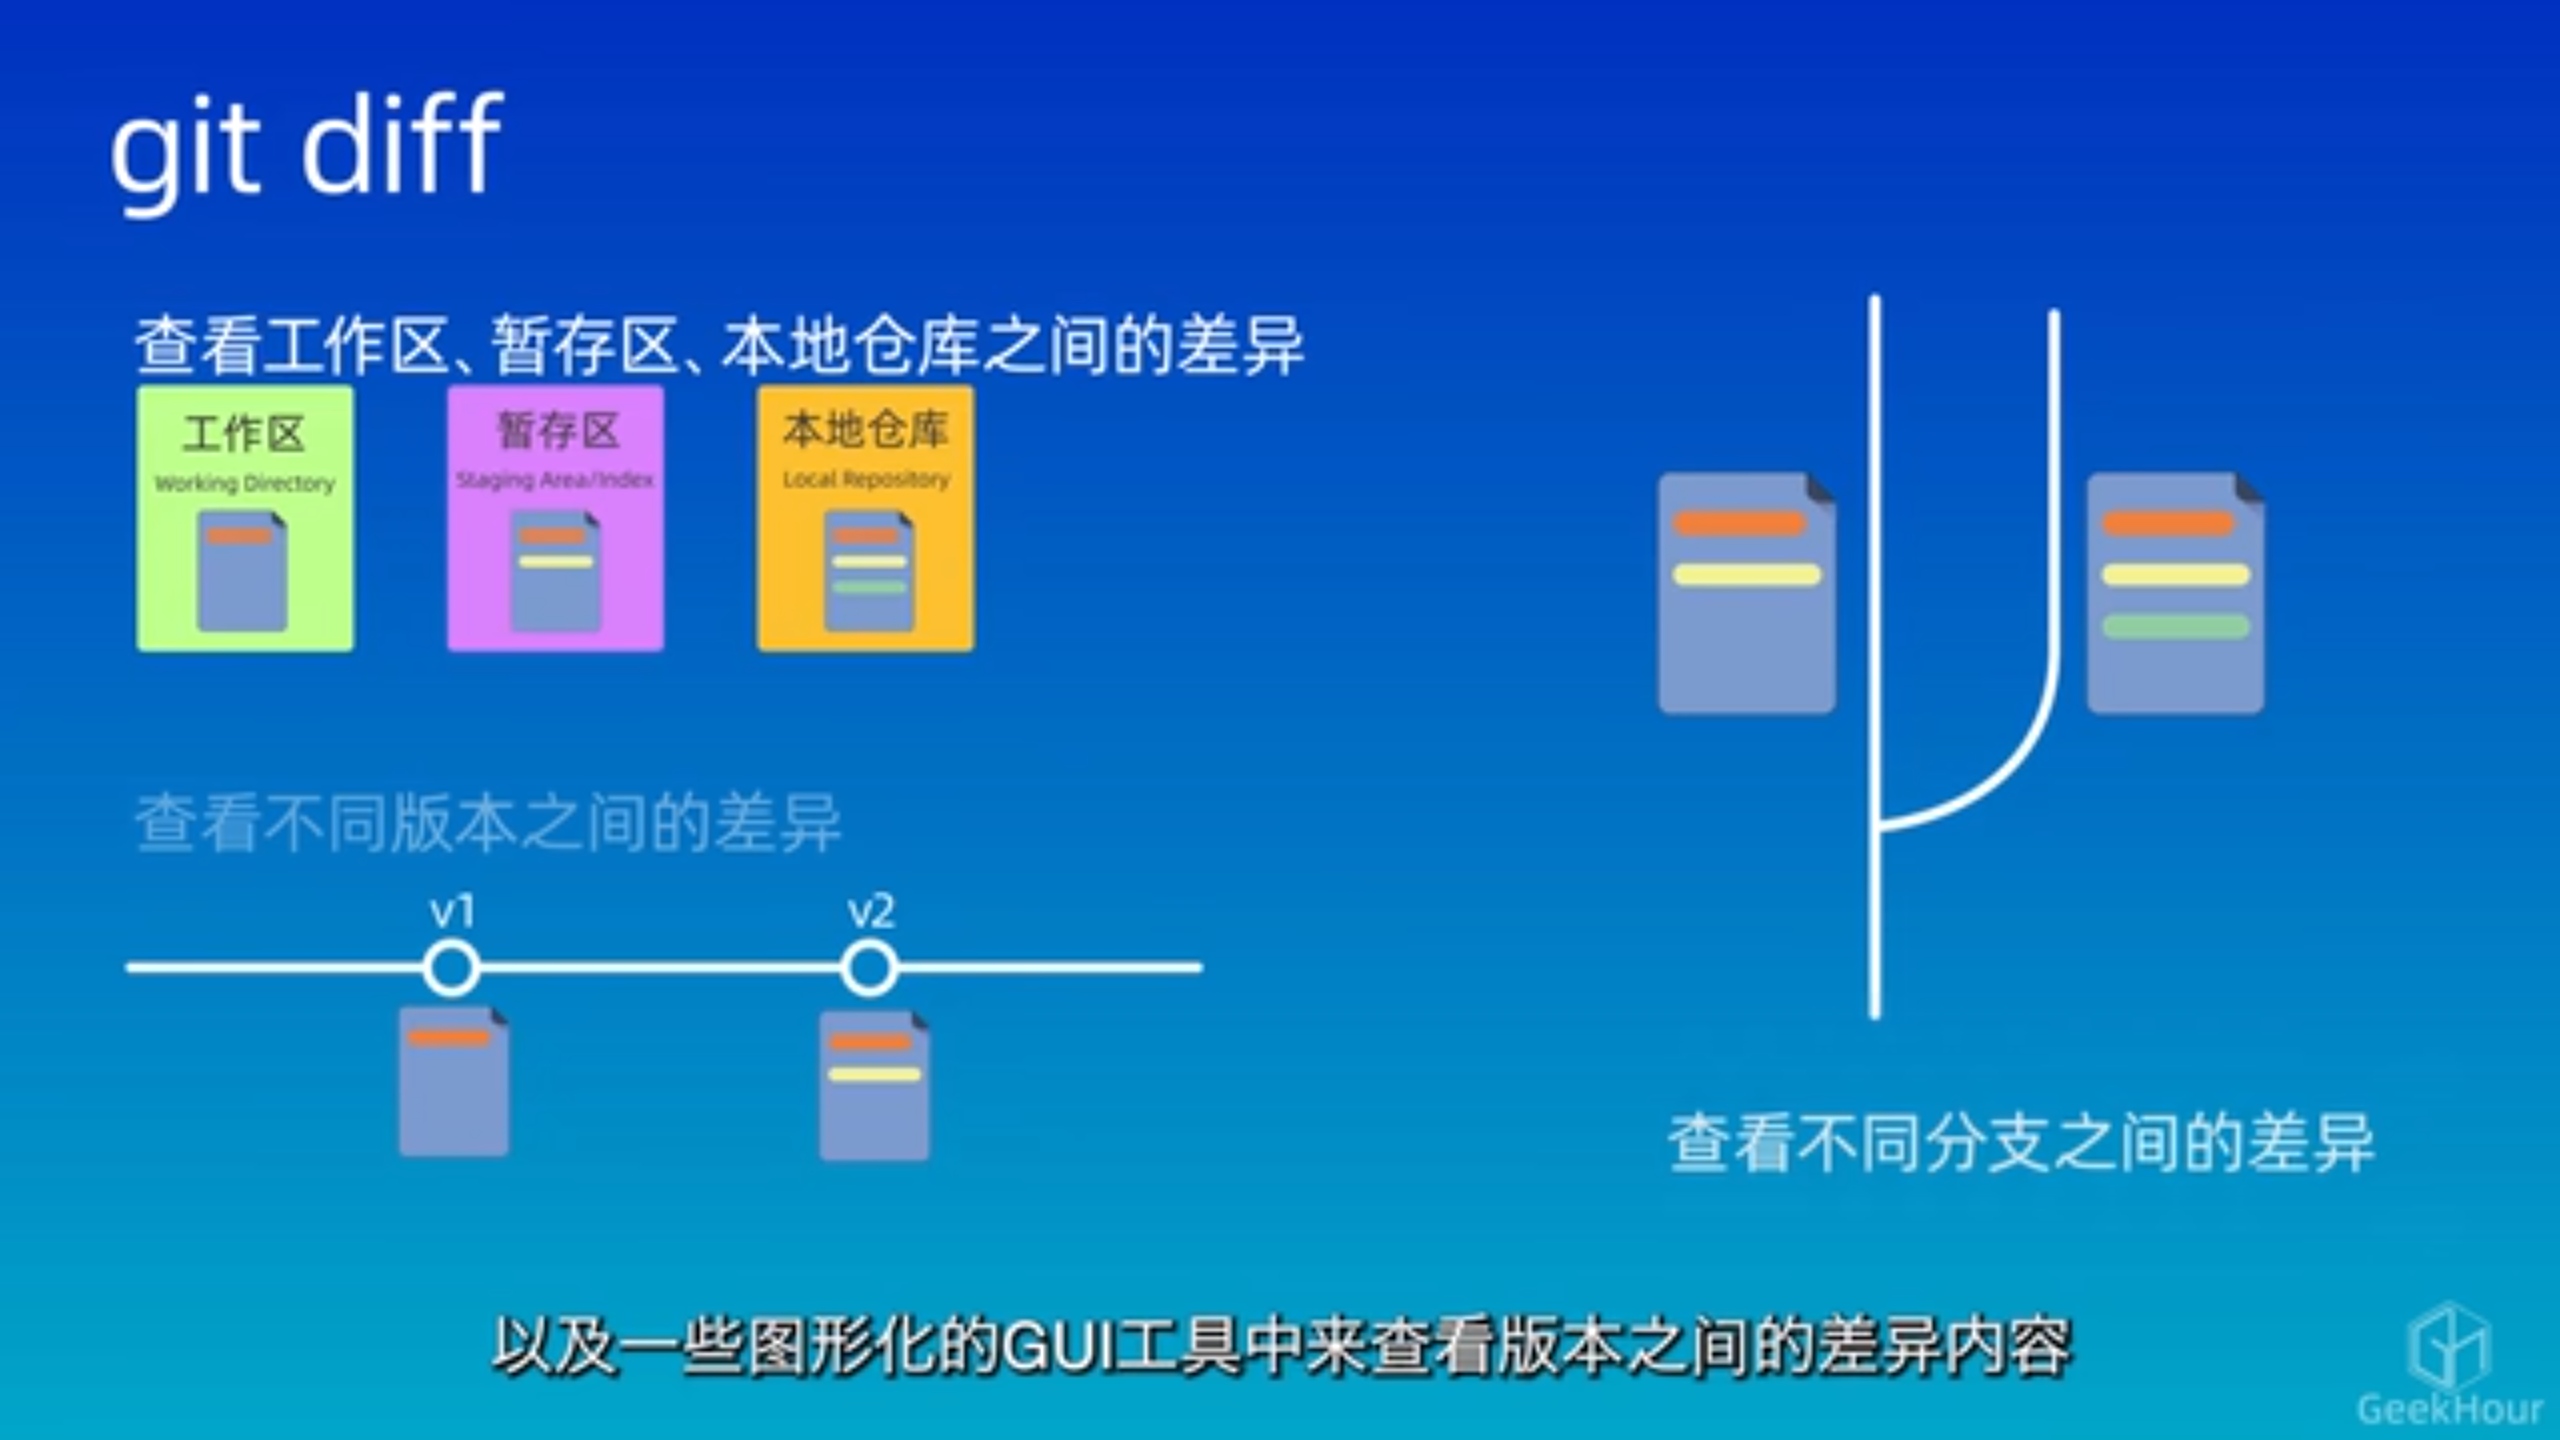 git diff
查看工作区、暂存区、本地仓库之间的差异
工作区
Working Directory
暂存区
Staging Area/Index
本地仓库
Local Repository
查看不同版本之间的差异
v1
v2
查看不同分支之间的差异
以及一些图形化的GUI工具中来查看版本之间的差异内容
GeekHour